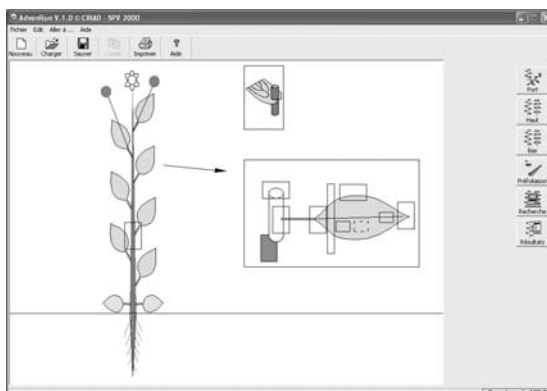 AdvenRun V.1.0 © CIRAD - SPV 2000
Fichier Edit Aller à ... Aide
Nouveau Charger Sauver Copier Imprimer Aide
Port
Haut
Bas
Préfoliaison
Recherche
Résultats